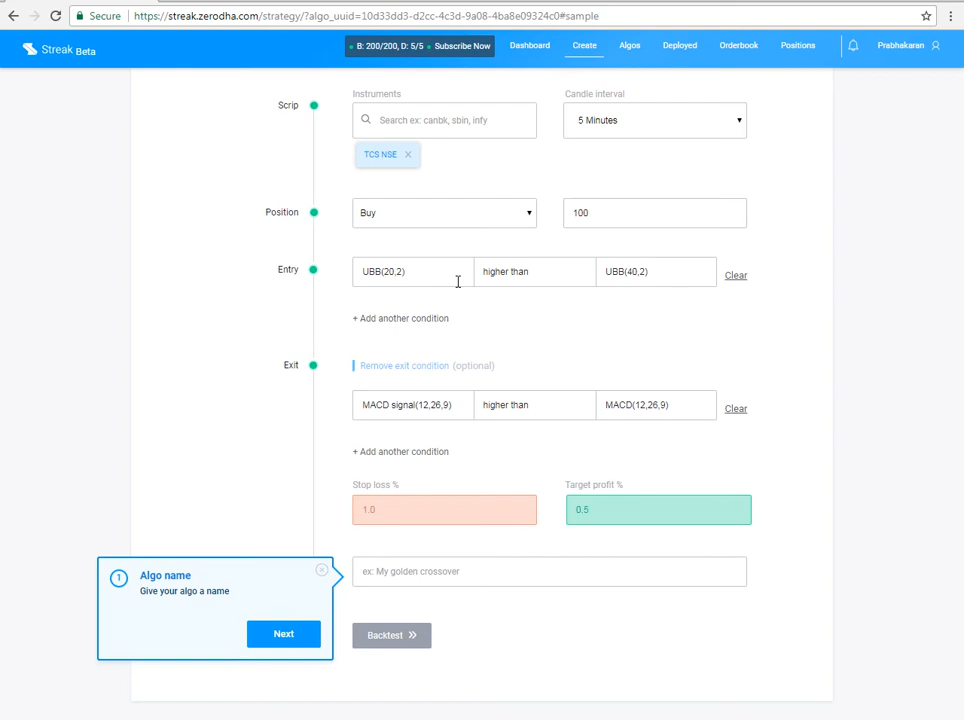 Secure
https://streak.zerodha.com/strategy/?algo_uuid=10d33dd3-d2cc-4c3d-9a08-4ba8e09324c0#sample
Streak Beta
B: 200/200, D: 5/5 Subscribe Now
Dashboard
Create
Algos
Deployed
Orderbook
Positions
Prabhakaran
Instruments
Candle interval
Scrip
Search ex: canbk, sbin, infy
5 Minutes
TCS NSE
Position
Buy
100
Entry
UBB(20,2)
higher than
UBB(40,2)
Clear
+ Add another condition
Exit
Remove exit condition (optional)
MACD signal(12,26,9)
higher than
MACD(12,26,9)
Clear
+ Add another condition
Stop loss %
Target profit %
1.0
0.5
1
Algo name
Give your algo a name
Next
ex: My golden crossover
Backtest